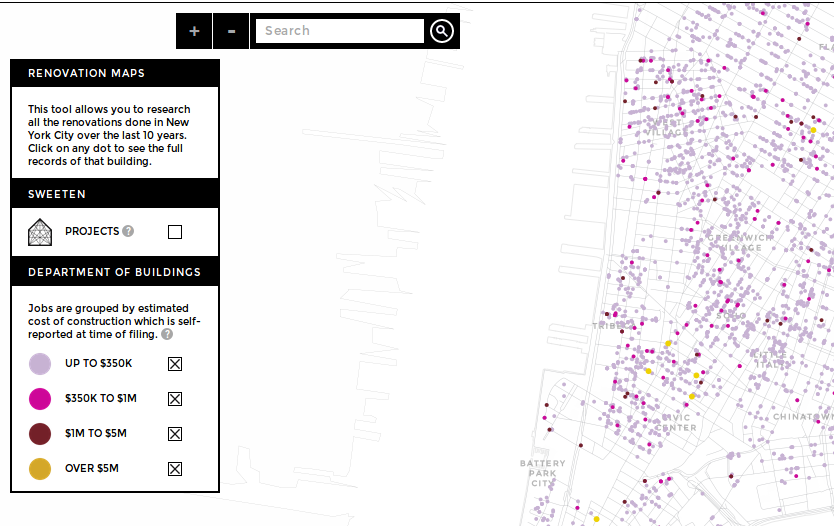 + - Search
RENOVATION MAPS
This tool allows you to research
all the renovations done in New
York City over the last 10 years.
Click on any dot to see the full
records of that building.
SWEETEN
PROJECTS ?
DEPARTMENT OF BUILDINGS
Jobs are grouped by estimated
cost of construction which is self-
reported at time of filing. ?
UP TO $350K
$350K TO $1M
$1M TO $5M
OVER $5M
VILLAGE
GREENWICH
VILLAGE
SOHO
LITTLE
ITALY
CHINATOWN
CIVIC
CENTER
BATTERY
PARK
CITY